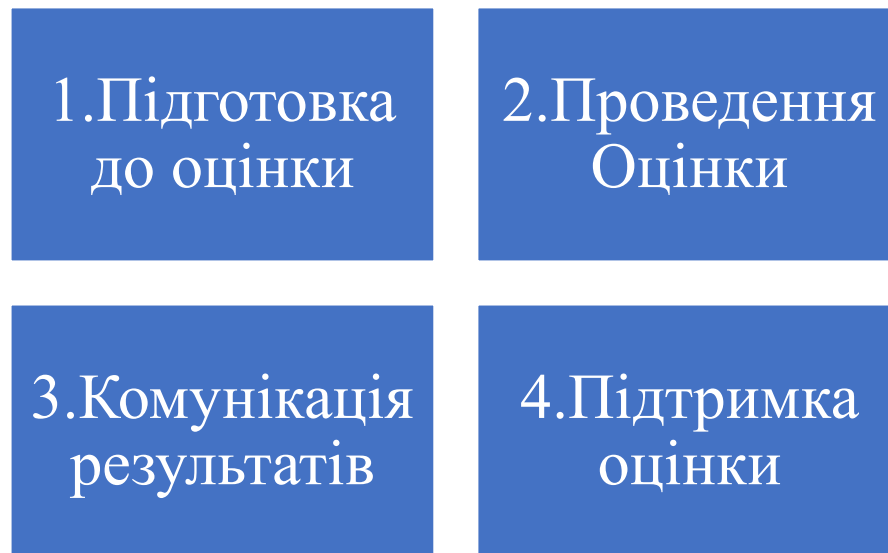 1.Підготовка
до оцінки
2.Проведення
Оцінки
3.Комунікація
результатів
4.Підтримка
оцінки